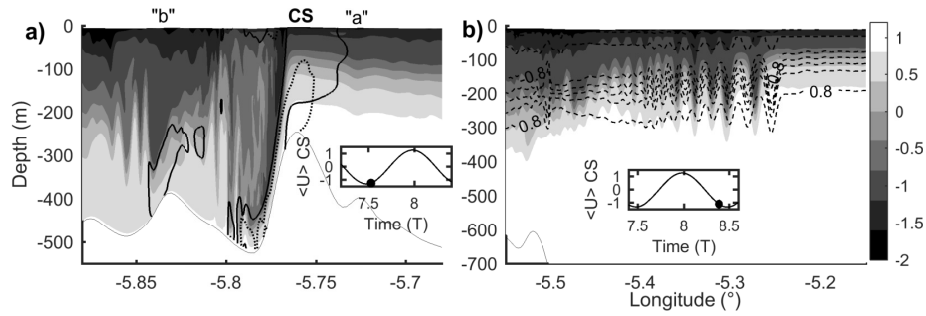 "b" CS "a"
a)
0
-100
-200
-300
-400
-500
Depth (m)
-5.85 -5.8 -5.75 -5.7
<U> CS
1
0
-1
7.5 8
Time (T)
b)
0
-100
-200
-300
-400
-500
-600
-700
0.8
0.8
0.8
0.8
<U> CS
1
0
-1
7.5 8 8.5
Time (T)
-5.5 -5.4 -5.3 -5.2
Longitude (°)
1
0.5
0
-0.5
-1
-1.5
-2